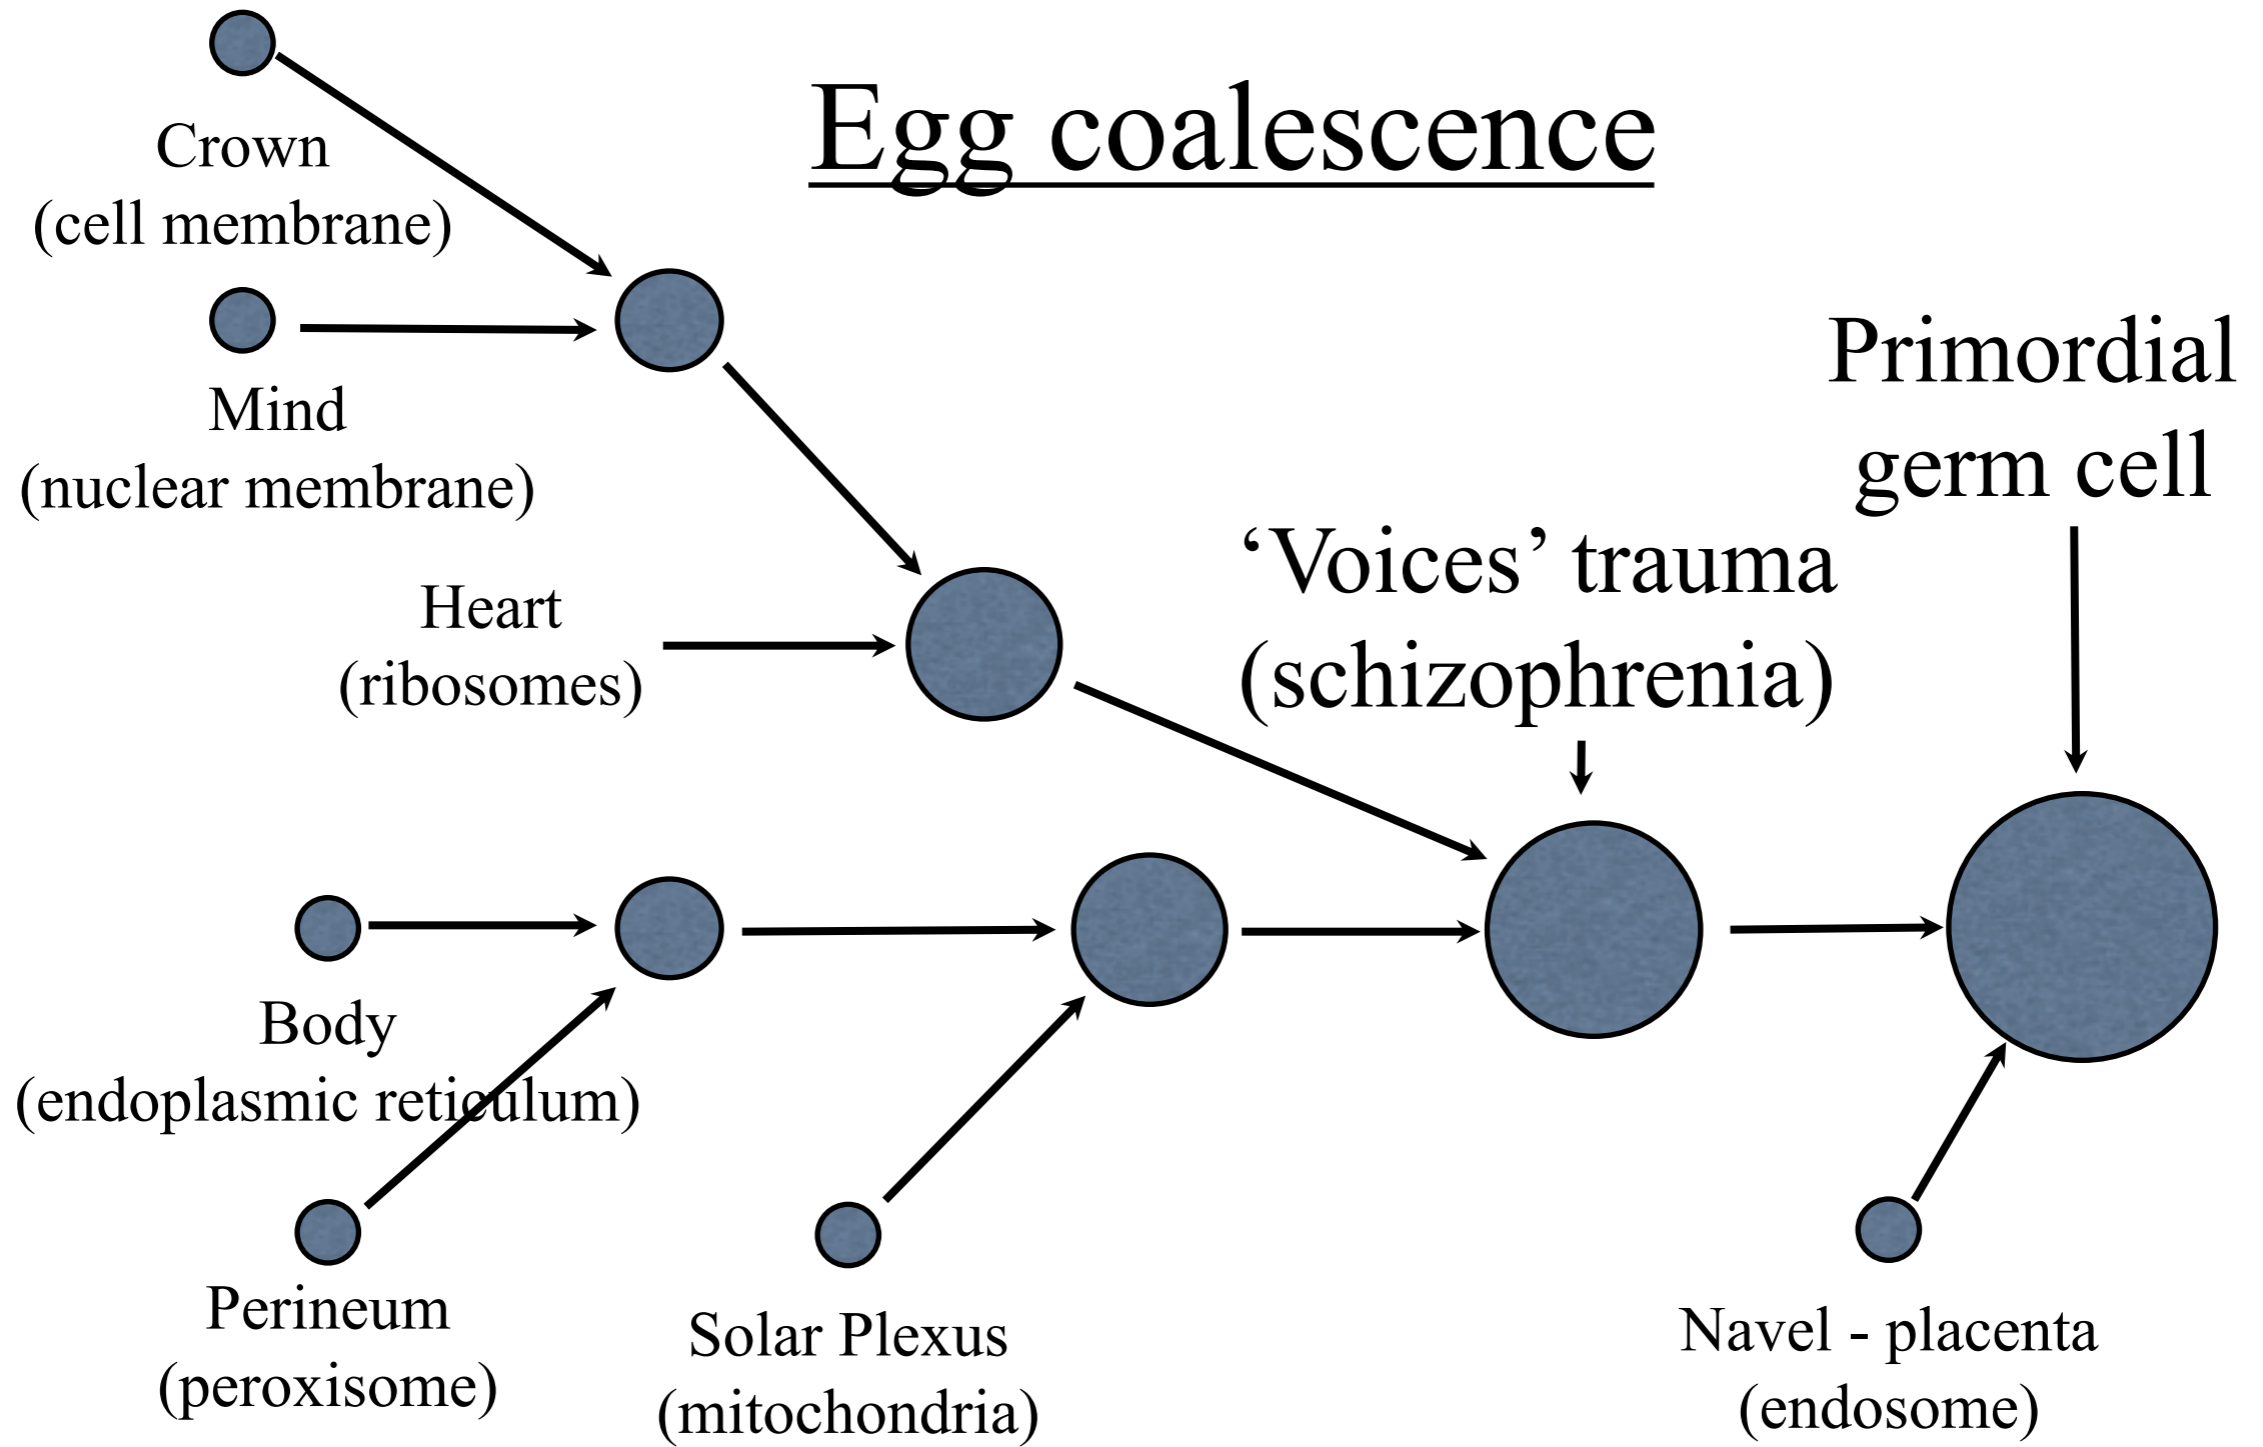 Egg coalescence
Crown
(cell membrane)
Mind
(nuclear membrane)
Primordial
germ cell
‘Voices’ trauma
(schizophrenia)
Heart
(ribosomes)
Body
(endoplasmic reticulum)
Perineum
(peroxisome)
Solar Plexus
(mitochondria)
Navel - placenta
(endosome)